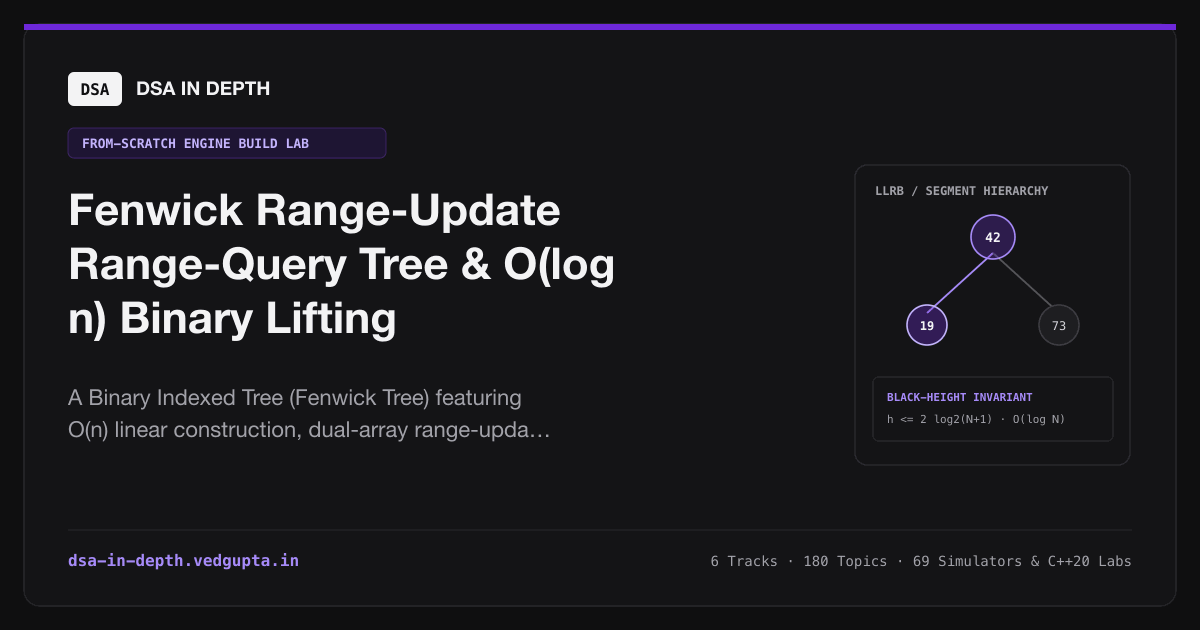 DSA
DSA IN DEPTH
FROM–SCRATCH ENGINE BUILD LAB
Fenwick Range-Update
Range-Query Tree & O(log
n) Binary Lifting
A Binary Indexed Tree (Fenwick Tree) featuring
O(n) linear construction, dual-array range-upda…
LLRB / SEGMENT HIERARCHY
42
19
73
BLACK–HEIGHT INVARIANT
h <= 2 log2(N+1) · O(log N)
dsa–in–depth.vedgupta.in
6 Tracks · 180 Topics · 69 Simulators & C++20 Labs